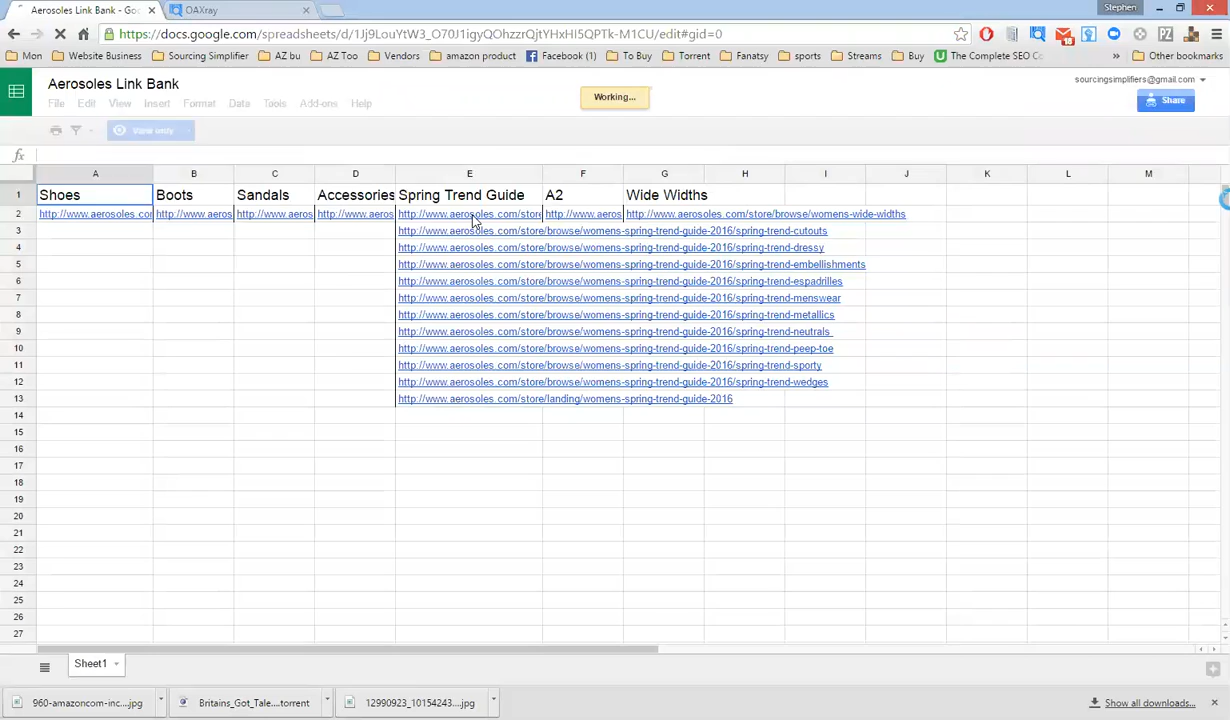 Aerosoles Link Bank - Goo
OAXray
Stephen
https://docs.google.com/spreadsheets/d/1Jj9LouYtW3_O70J1igyQOhzzrQjtYHxHI5QPTk-M1CU/edit#gid=0
Mon
Website Business
Sourcing Simplifier
AZ bu
AZ Too
Vendors
amazon product
Facebook (1)
To Buy
Torrent
Fanatsy
sports
Streams
Buy
The Complete SEO Co
»
Other bookmarks
Aerosoles Link Bank
sourcingsimplifiers@gmail.com
File Edit View Insert Format Data Tools Add-ons Help
Working...
Share
View only
fx
A B C D E F G H I J K L M
1 Shoes Boots Sandals Accessories Spring Trend Guide A2 Wide Widths
2 http://www.aerosoles.com http://www.aeros http://www.aeros http://www.aeros http://www.aerosoles.com/store http://www.aeros http://www.aerosoles.com/store/browse/womens-wide-widths
3 http://www.aerosoles.com/store/browse/womens-spring-trend-guide-2016/spring-trend-cutouts
4 http://www.aerosoles.com/store/browse/womens-spring-trend-guide-2016/spring-trend-dressy
5 http://www.aerosoles.com/store/browse/womens-spring-trend-guide-2016/spring-trend-embellishments
6 http://www.aerosoles.com/store/browse/womens-spring-trend-guide-2016/spring-trend-espadrilles
7 http://www.aerosoles.com/store/browse/womens-spring-trend-guide-2016/spring-trend-menswear
8 http://www.aerosoles.com/store/browse/womens-spring-trend-guide-2016/spring-trend-metallics
9 http://www.aerosoles.com/store/browse/womens-spring-trend-guide-2016/spring-trend-neutrals
10 http://www.aerosoles.com/store/browse/womens-spring-trend-guide-2016/spring-trend-peep-toe
11 http://www.aerosoles.com/store/browse/womens-spring-trend-guide-2016/spring-trend-sporty
12 http://www.aerosoles.com/store/browse/womens-spring-trend-guide-2016/spring-trend-wedges
13 http://www.aerosoles.com/store/landing/womens-spring-trend-guide-2016
14
15
16
17
18
19
20
21
22
23
24
25
26
27
Sheet1
960-amazoncom-inc....jpg
Britains_Got_Tale....torrent
12990923_10154243....jpg
Show all downloads...